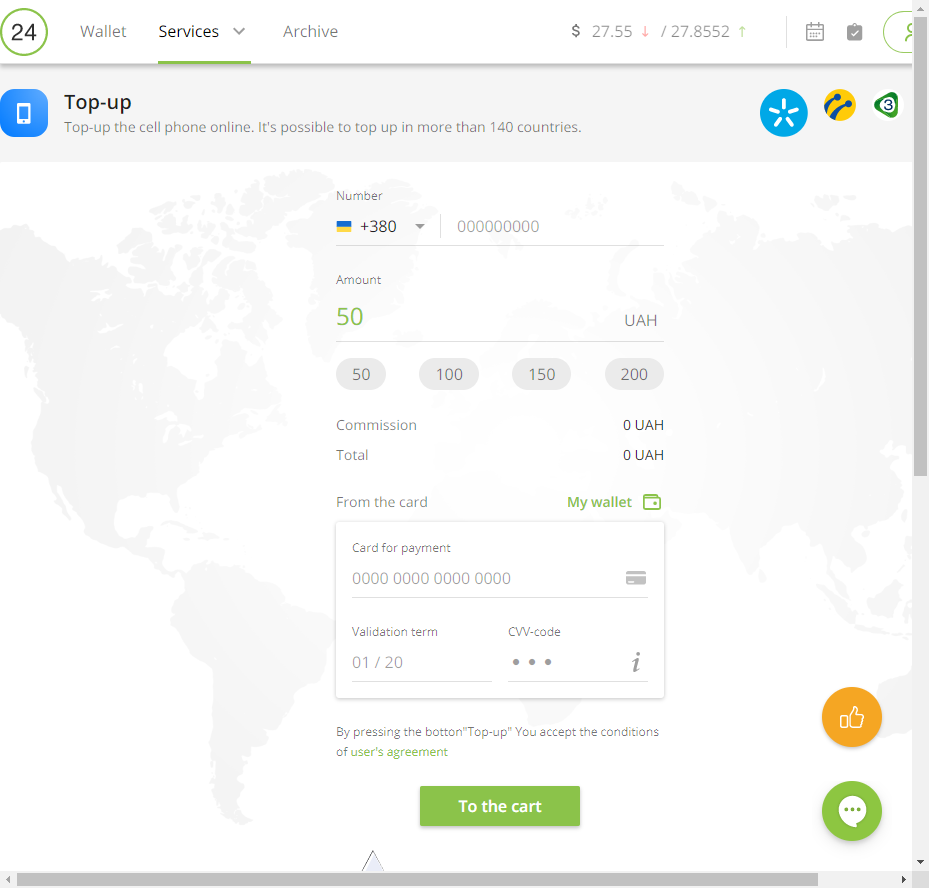 24 Wallet Services Archive $ 27.55 ↓ / 27.8552 ↑
Top-up
Top-up the cell phone online. It's possible to top up in more than 140 countries.
3
Number
+380 000000000
Amount
50 UAH
50 100 150 200
Commission 0 UAH
Total 0 UAH
From the card My wallet
Card for payment
0000 0000 0000 0000
Validation term CVV-code
01 / 20 • • • i
By pressing the botton"Top-up" You accept the conditions
of user's agreement
To the cart